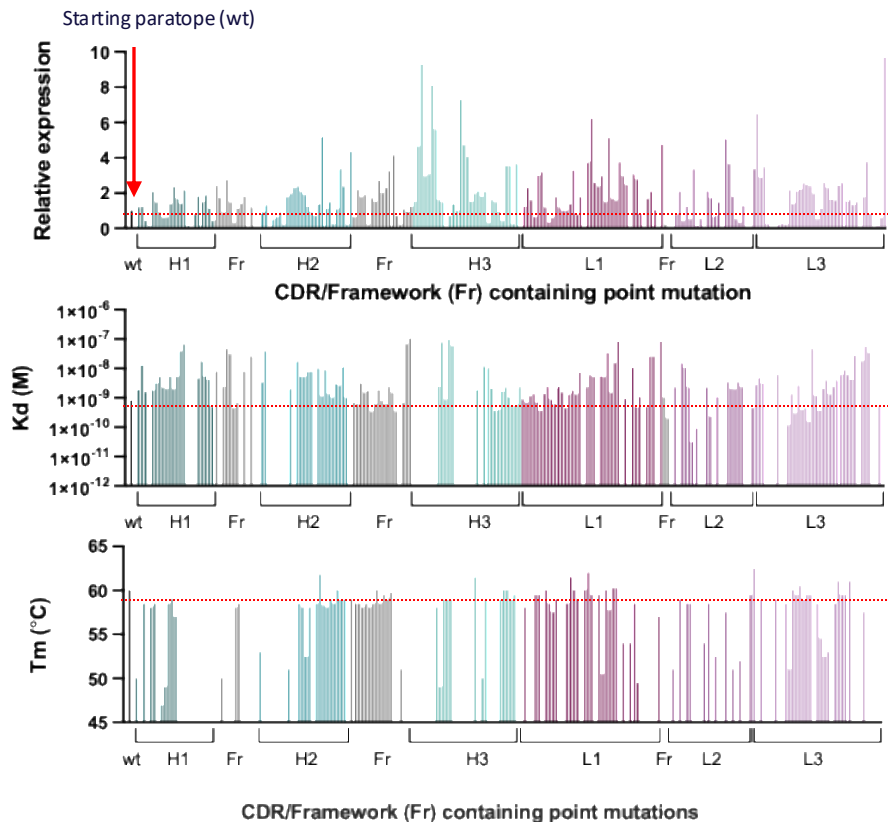 Starting paratope (wt)
Relative expression
10
8
6
4
2
0
wt H1 Fr H2 Fr H3 L1 Fr L2 L3
CDR/Framework (Fr) containing point mutation
Kd (M)
1×10⁻⁶
1×10⁻⁷
1×10⁻⁸
1×10⁻⁹
1×10⁻¹⁰
1×10⁻¹¹
1×10⁻¹²
wt H1 Fr H2 Fr H3 L1 Fr L2 L3
Tm (°C)
65
60
55
50
45
wt H1 Fr H2 Fr H3 L1 Fr L2 L3
CDR/Framework (Fr) containing point mutations